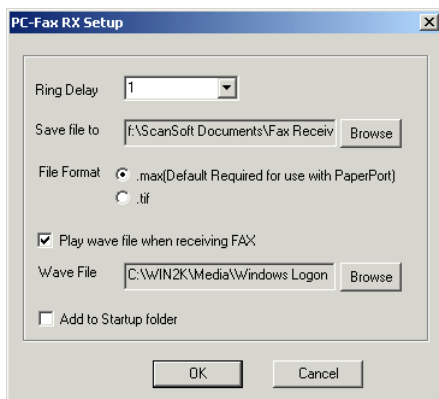 PC-Fax RX Setup
Ring Delay 1
Save file to f:\ScanSoft Documents\Fax Receiv Browse
File Format .max(Default Required for use with PaperPort)
.tif
Play wave file when receiving FAX
Wave File C:\WIN2K\Media\Windows Logon Browse
Add to Startup folder
OK Cancel